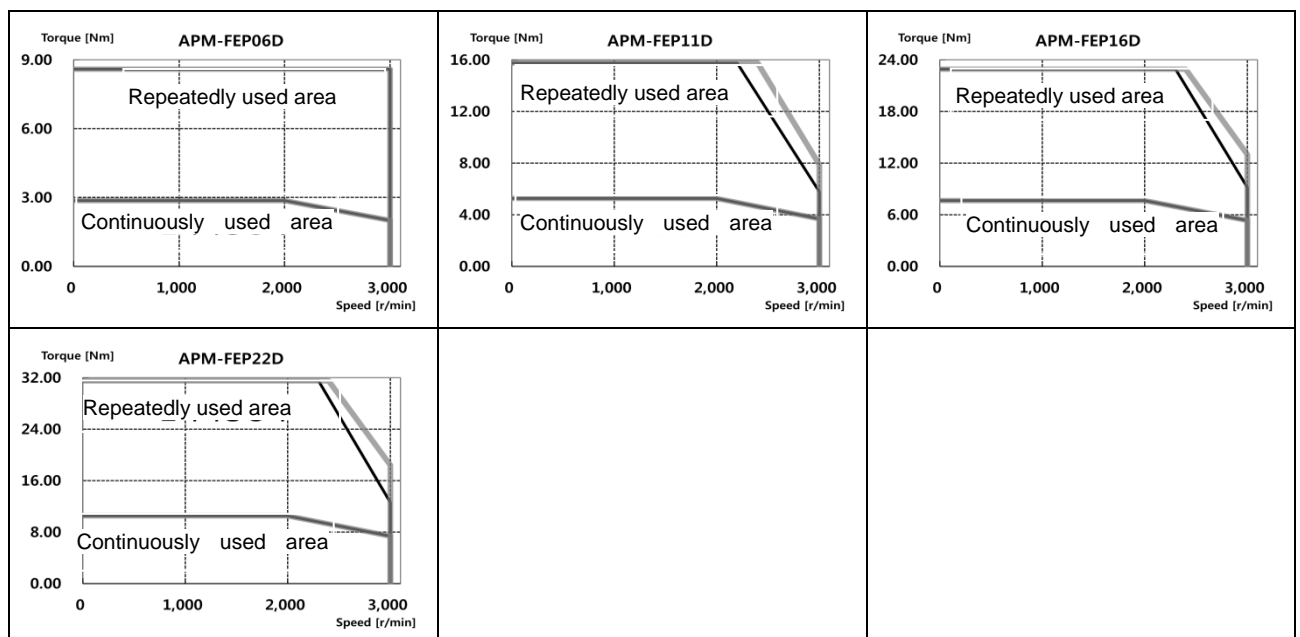 Torque [Nm] APM-FEP06D
9.00
Repeatedly used area
6.00
3.00
Continuously used area
0.00
0 1,000 2,000 3,000
Speed [r/min]
Torque [Nm] APM-FEP11D
16.00
Repeatedly used area
12.00
8.00
4.00
Continuously used area
0.00
0 1,000 2,000 3,000
Speed [r/min]
Torque [Nm] APM-FEP16D
24.00
Repeatedly used area
18.00
12.00
6.00
Continuously used area
0.00
0 1,000 2,000 3,000
Speed [r/min]
Torque [Nm] APM-FEP22D
32.00
Repeatedly used area
24.00
16.00
8.00
Continuously used area
0.00
0 1,000 2,000 3,000
Speed [r/min]